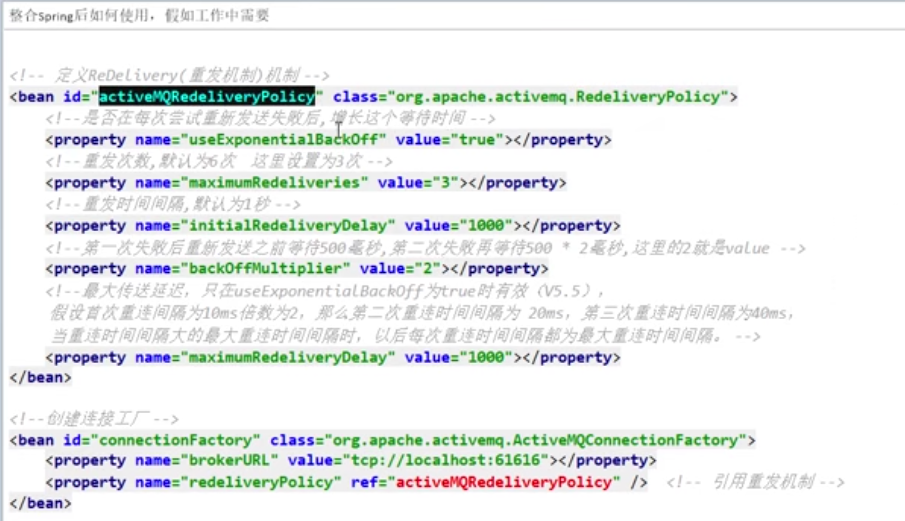 整合Spring后如何使用，假如工作中需要
<!-- 定义ReDelivery(重发机制)机制 -->
<bean id="activeMQRedeliveryPolicy" class="org.apache.activemq.RedeliveryPolicy">
<!--是否在每次尝试重新发送失败后,增长这个等待时间 -->
<property name="useExponentialBackOff" value="true"></property>
<!--重发次数,默认为6次  这里设置为3次 -->
<property name="maximumRedeliveries" value="3"></property>
<!--重发时间间隔,默认为1秒 -->
<property name="initialRedeliveryDelay" value="1000"></property>
<!--第一次失败后重新发送之前等待500毫秒,第二次失败再等待500 * 2毫秒,这里的2就是value -->
<property name="backOffMultiplier" value="2"></property>
<!--最大传送延迟，只在useExponentialBackOff为true时有效（V5.5），
假设首次重连间隔为10ms倍数为2，那么第二次重连时间间隔为 20ms，第三次重连时间间隔为40ms，
当重连时间间隔大的最大重连时间间隔时，以后每次重连时间间隔都为最大重连时间间隔。 -->
<property name="maximumRedeliveryDelay" value="1000"></property>
</bean>
<!--创建连接工厂 -->
<bean id="connectionFactory" class="org.apache.activemq.ActiveMQConnectionFactory">
<property name="brokerURL" value="tcp://localhost:61616"></property>
<property name="redeliveryPolicy" ref="activeMQRedeliveryPolicy" />  <!-- 引用重发机制 -->
</bean>